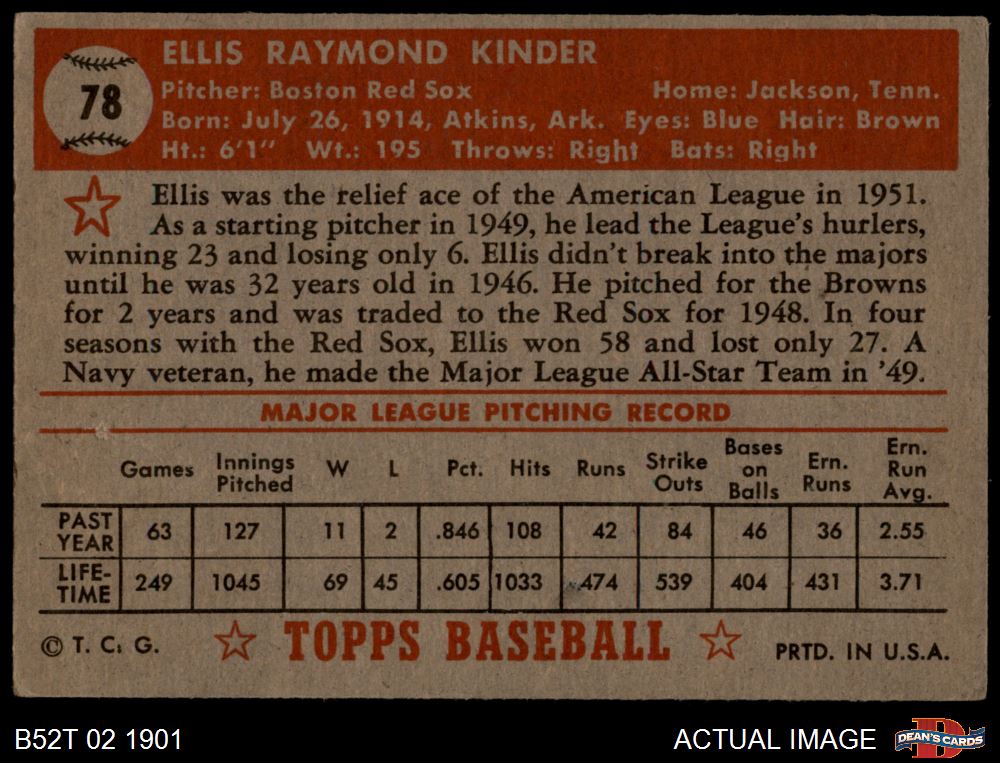 78
ELLIS RAYMOND KINDER
Pitcher: Boston Red Sox Home: Jackson, Tenn.
Born: July 26, 1914, Atkins, Ark. Eyes: Blue Hair: Brown
Ht.: 6'1" Wt.: 195 Throws: Right Bats: Right
Ellis was the relief ace of the American League in 1951.
As a starting pitcher in 1949, he lead the League's hurlers,
winning 23 and losing only 6. Ellis didn't break into the majors
until he was 32 years old in 1946. He pitched for the Browns
for 2 years and was traded to the Red Sox for 1948. In four
seasons with the Red Sox, Ellis won 58 and lost only 27. A
Navy veteran, he made the Major League All-Star Team in '49.
MAJOR LEAGUE PITCHING RECORD
Games Innings Pitched W L Pct. Hits Runs Strike Outs Bases on Balls Ern. Runs Ern. Run Avg.
PAST YEAR 63 127 11 2 .846 108 42 84 46 36 2.55
LIFE-TIME 249 1045 69 45 .605 1033 474 539 404 431 3.71
© T. C. G. TOPPS BASEBALL PRTD. IN U.S.A.
B52T 02 1901 ACTUAL IMAGE DEAN'S CARDS